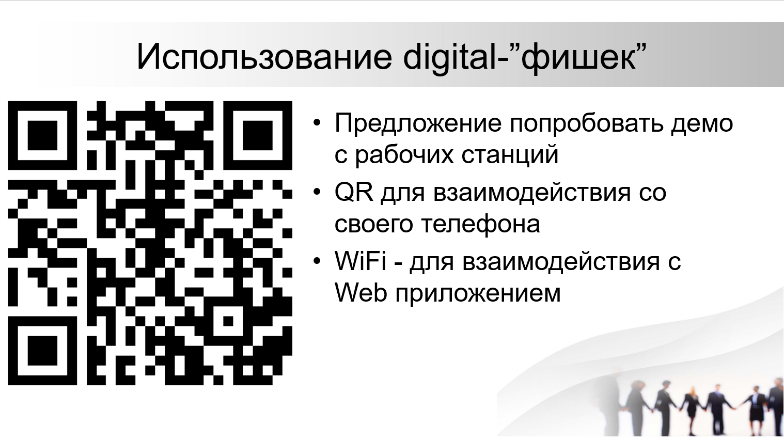 Использование digital-”фишек”
• Предложение попробовать демо
с рабочих станций
• QR для взаимодействия со
своего телефона
• WiFi - для взаимодействия с
Web приложением